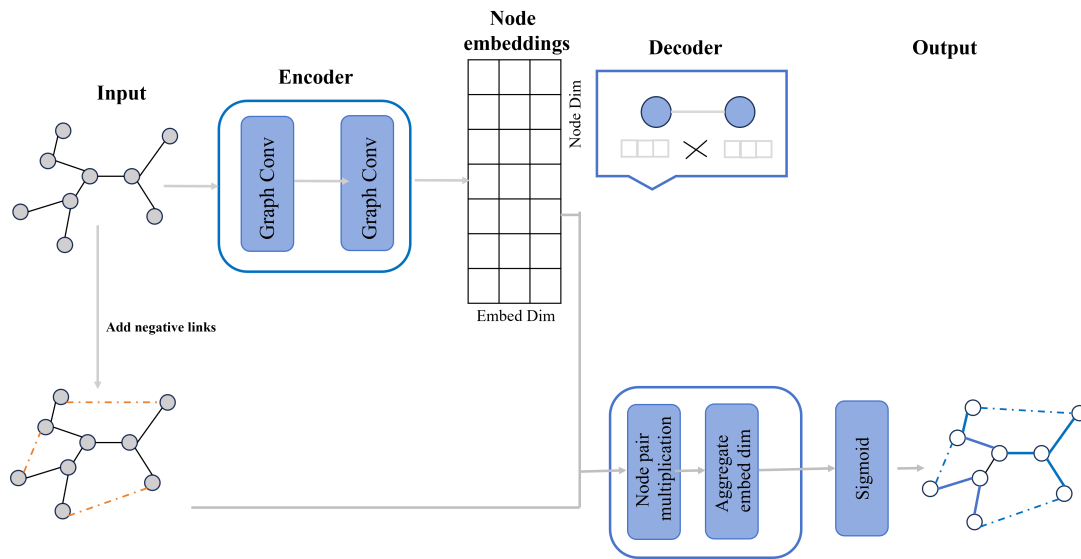 Node
embeddings
Decoder
Output
Encoder
Input
Node Dim
Graph Conv
Graph Conv
Embed Dim
Add negative links
Node pair
multiplication
Aggregate
embed dim
Sigmoid